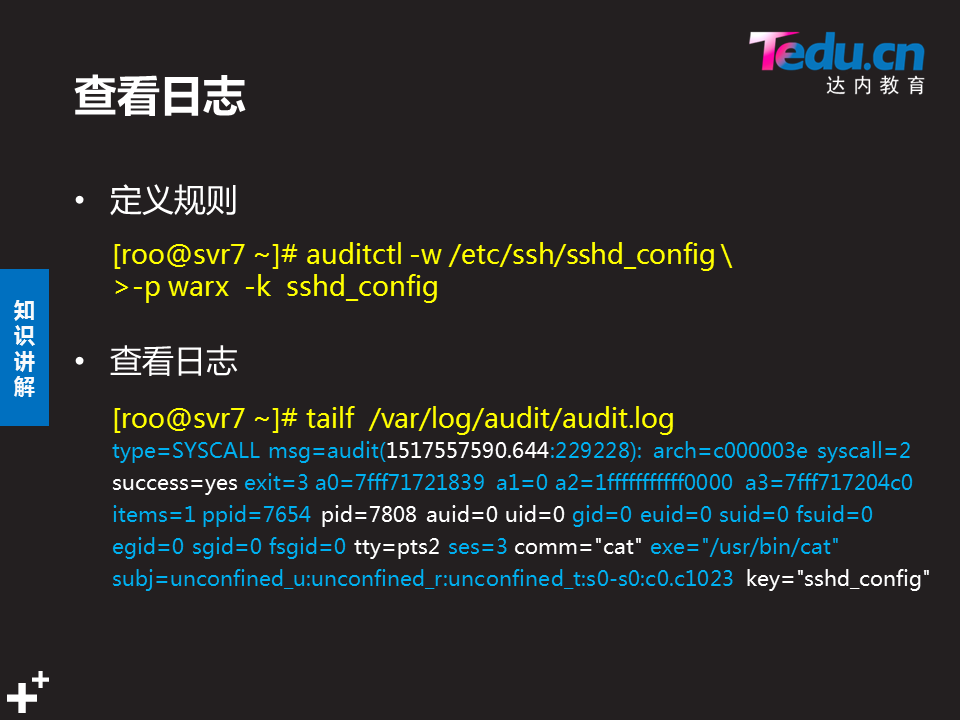 Tedu.cn
达内教育
查看日志
• 定义规则
[roo@svr7 ~]# auditctl -w /etc/ssh/sshd_config \
>-p warx -k sshd_config
知
识
讲
解
• 查看日志
[roo@svr7 ~]# tailf /var/log/audit/audit.log
type=SYSCALL msg=audit(1517557590.644:229228): arch=c000003e syscall=2
success=yes exit=3 a0=7fff71721839 a1=0 a2=1fffffffffff0000 a3=7fff717204c0
items=1 ppid=7654 pid=7808 auid=0 uid=0 gid=0 euid=0 suid=0 fsuid=0
egid=0 sgid=0 fsgid=0 tty=pts2 ses=3 comm="cat" exe="/usr/bin/cat"
subj=unconfined_u:unconfined_r:unconfined_t:s0-s0:c0.c1023 key="sshd_config"